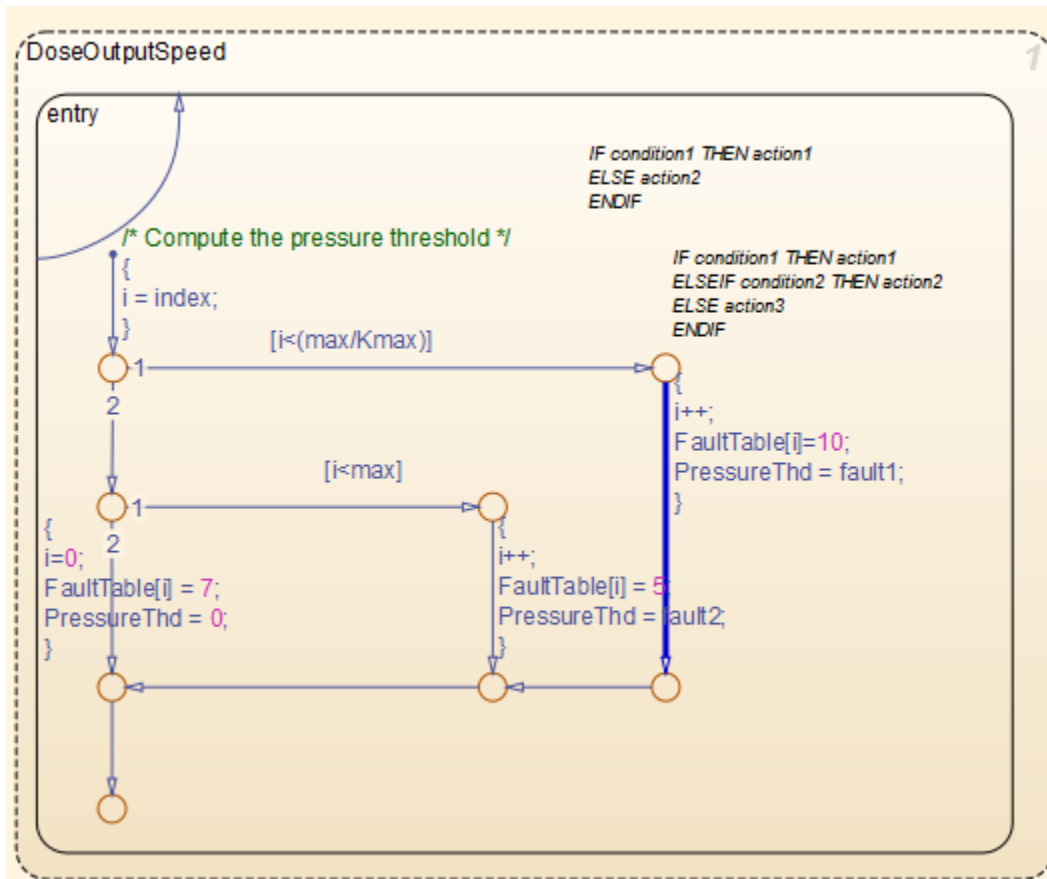 DoseOutputSpeed
1
entry
IF condition1 THEN action1
ELSE action2
ENDIF
/* Compute the pressure threshold */
{
i = index;
}
IF condition1 THEN action1
ELSEIF condition2 THEN action2
ELSE action3
ENDIF
[i<(max/Kmax)]
1
2
{
i++;
FaultTable[i]=10;
PressureThd = fault1;
}
[i<max]
1
2
{
i=0;
FaultTable[i] = 7;
PressureThd = 0;
}
{
i++;
FaultTable[i] = 5;
PressureThd = fault2;
}